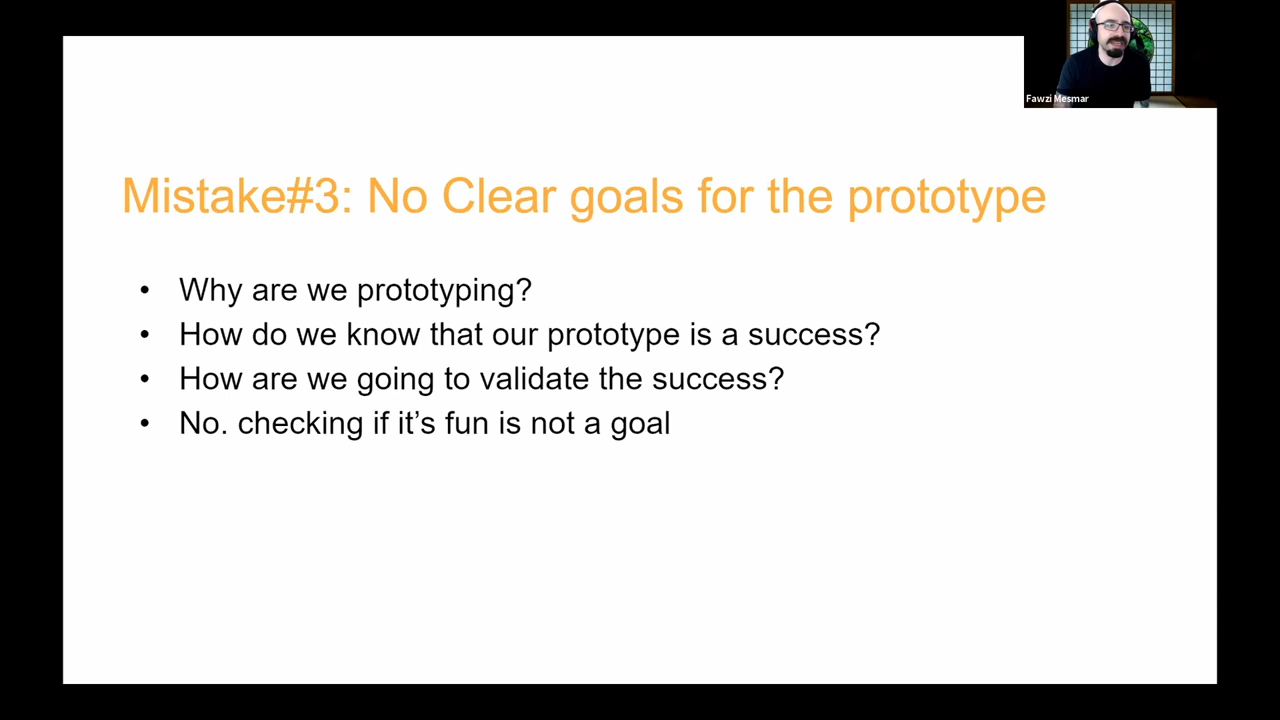 Fawzi Mesmar
Mistake#3: No Clear goals for the prototype
• Why are we prototyping?
• How do we know that our prototype is a success?
• How are we going to validate the success?
• No. checking if it’s fun is not a goal